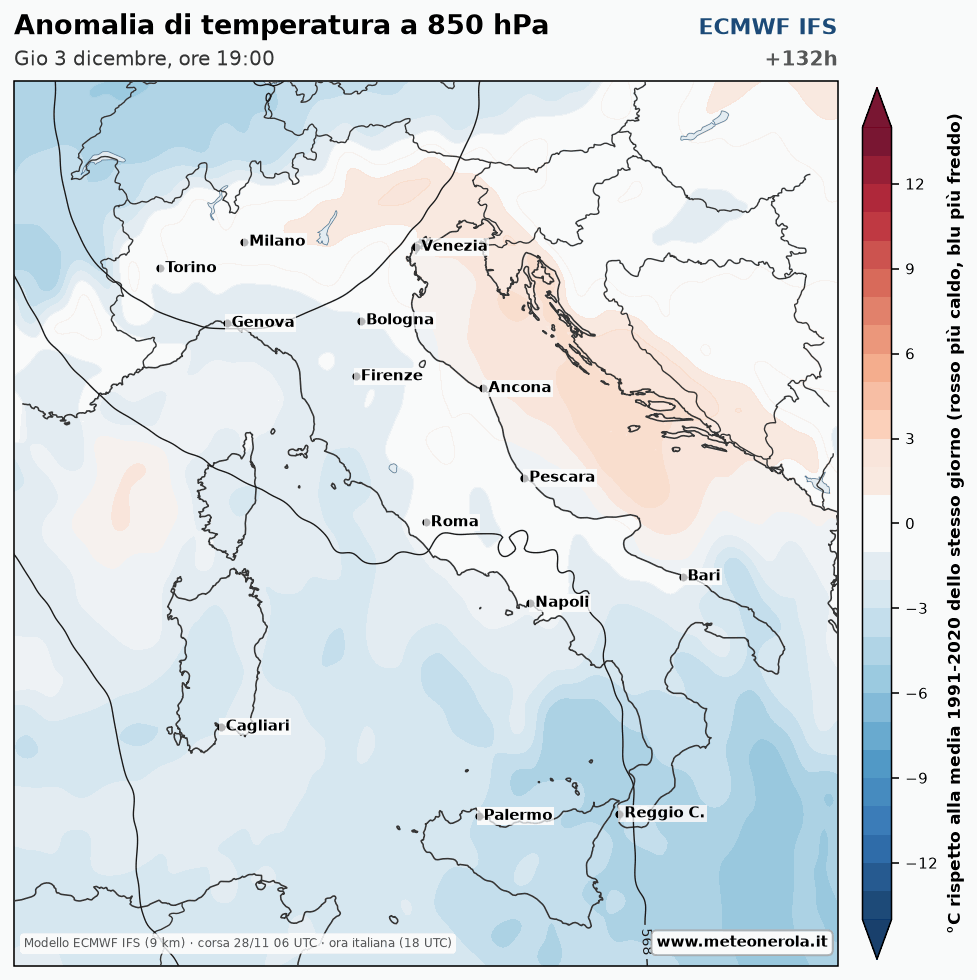 Anomalia di temperatura a 850 hPa
ECMWF IFS
Gio 3 dicembre, ore 19:00
+132h
Milano
Venezia
Torino
Genova
Bologna
Firenze
Ancona
Pescara
Roma
Bari
Napoli
Cagliari
Palermo
Reggio C.
568
12
9
6
3
0
−3
−6
−9
−12
°C rispetto alla media 1991-2020 dello stesso giorno (rosso più caldo, blu più freddo)
Modello ECMWF IFS (9 km) · corsa 28/11 06 UTC · ora italiana (18 UTC)
www.meteonerola.it